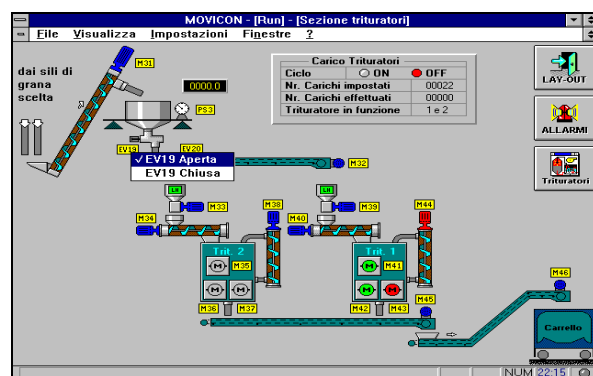 MOVICON - [Run] - [Sezione trituratori]
File Visualizza Impostazioni Finestre ?
M31
dai sili di
grana
scelta
0000.0
PS3
Carico Trituratori
Ciclo ON OFF
Nr. Carichi impostati 00022
Nr. Carichi effettuati 00000
Trituratore in funzione 1 e 2
LAY-OUT
ALLARMI
Trituratori
EV19 EV20
EV19 Aperta
EV19 Chiusa
M32
M33 M38 M39 M44
M34 M40
Trit. 2 Trit. 1
M M35 M M41
M M M M
M36 M37 M42 M43 M45
M46
Carrello
NUM 22:15